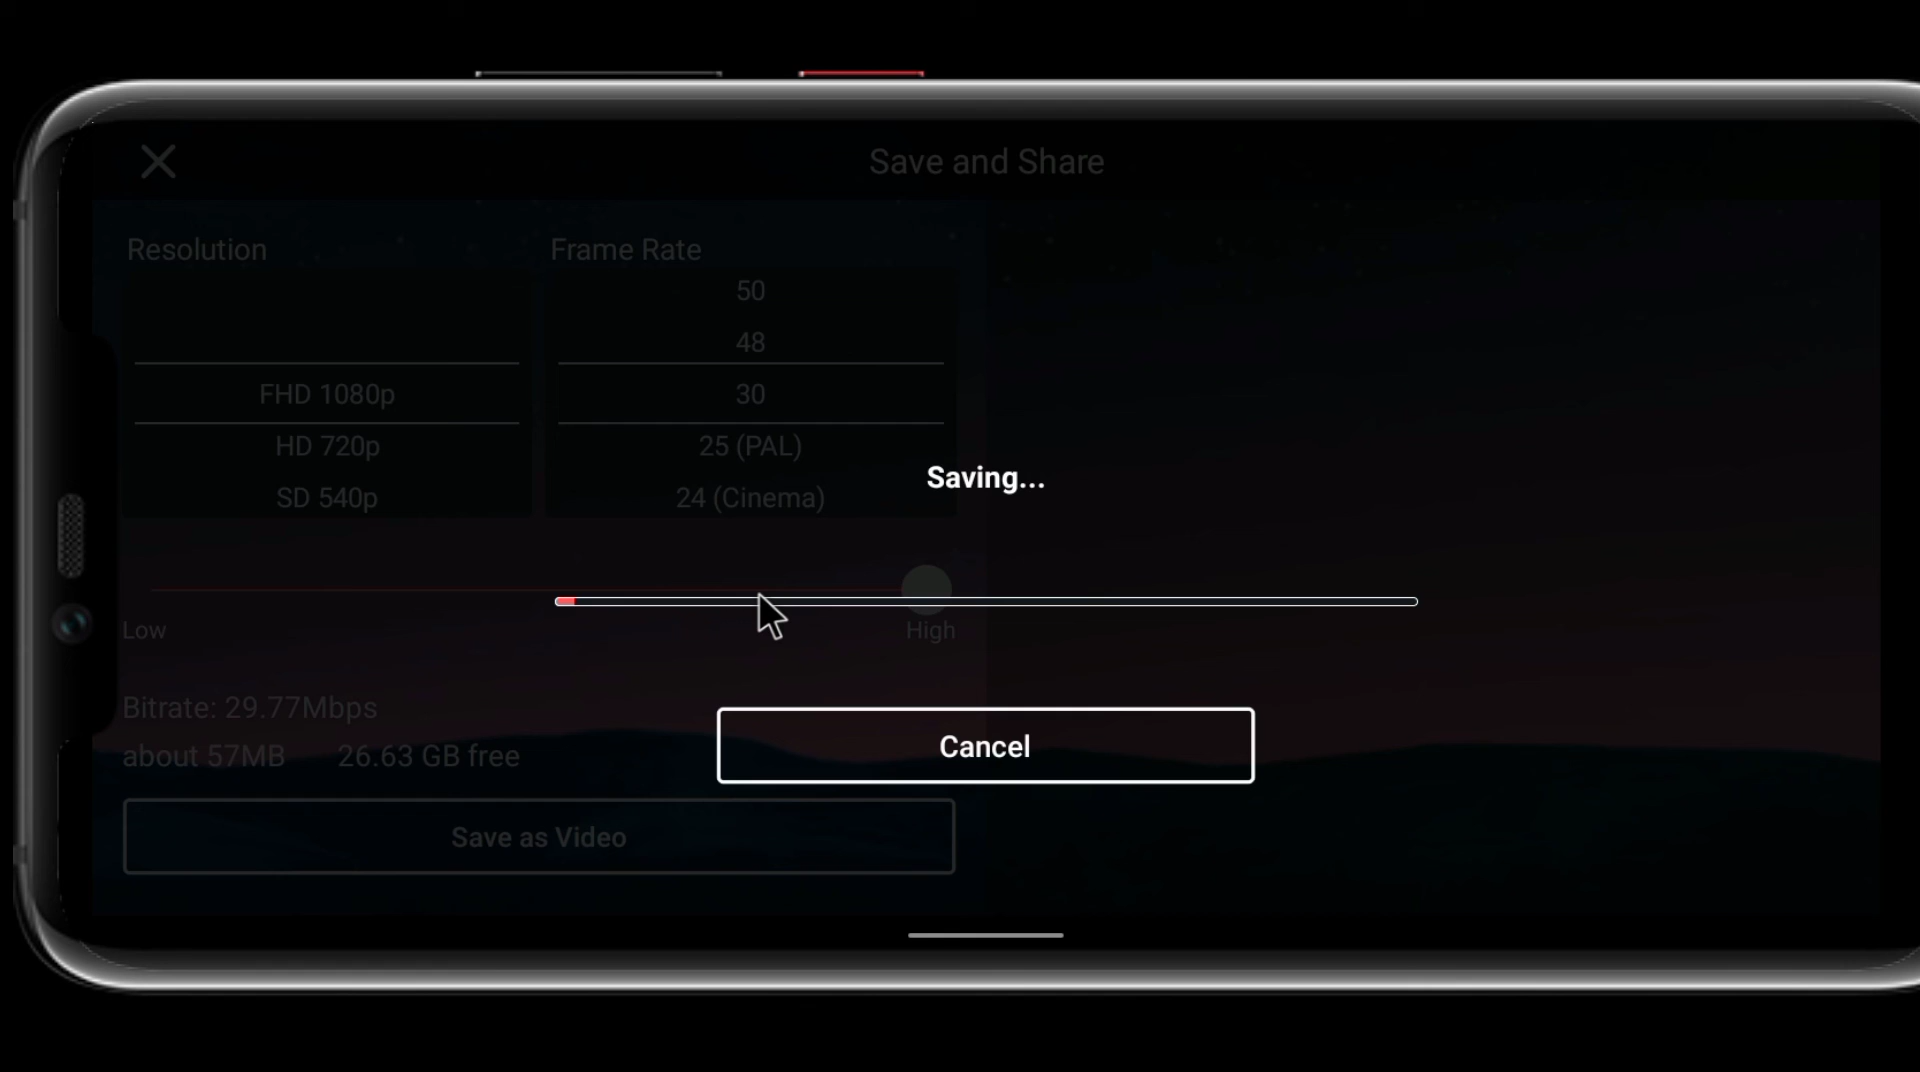 Save and Share
Resolution
Frame Rate
50
48
FHD 1080p
30
HD 720p
25 (PAL)
SD 540p
24 (Cinema)
Saving...
Low
High
Bitrate: 29.77Mbps
about 57MB
26.63 GB free
Cancel
Save as Video